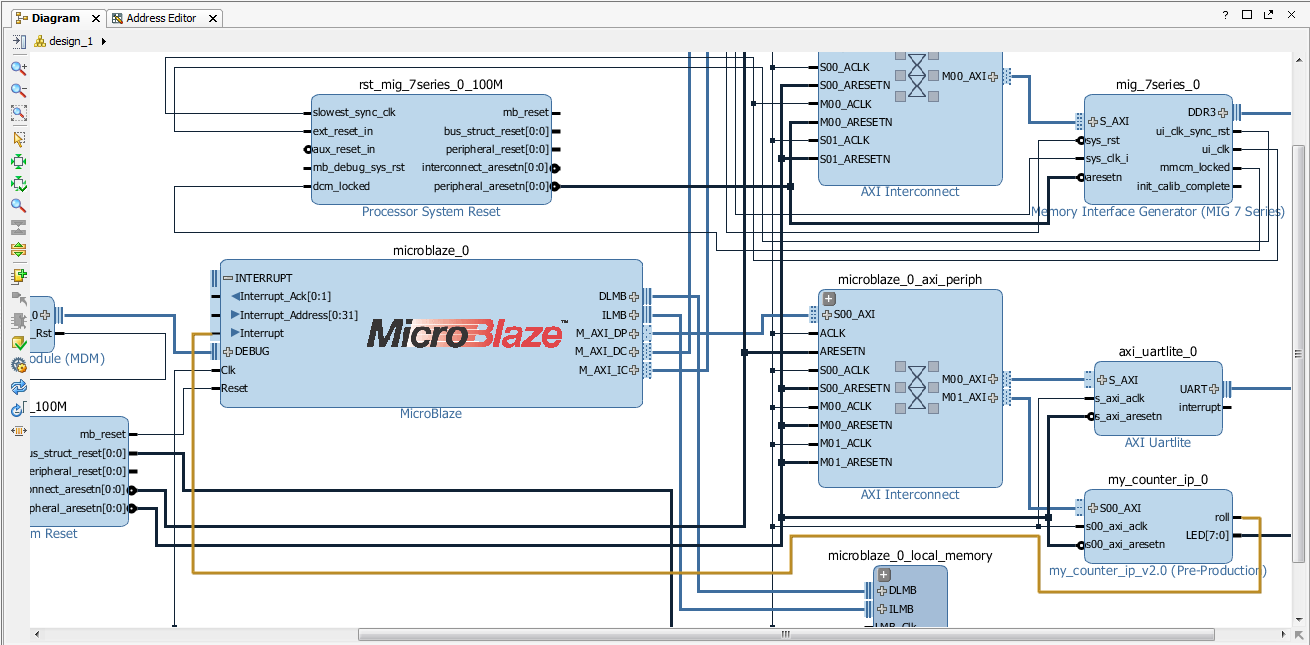 Diagram
Address Editor
?
design_1
rst_mig_7series_0_100M
slowest_sync_clk
ext_reset_in
aux_reset_in
mb_debug_sys_rst
dcm_locked
mb_reset
bus_struct_reset[0:0]
peripheral_reset[0:0]
interconnect_aresetn[0:0]
peripheral_aresetn[0:0]
Processor System Reset
S00_ACLK
S00_ARESETN
M00_ACLK
M00_ARESETN
S01_ACLK
S01_ARESETN
M00_AXI
AXI Interconnect
mig_7series_0
S_AXI
sys_rst
sys_clk_i
aresetn
DDR3
ui_clk_sync_rst
ui_clk
mmcm_locked
init_calib_complete
Memory Interface Generator (MIG 7 Series)
microblaze_0
INTERRUPT
Interrupt_Ack[0:1]
Interrupt_Address[0:31]
Interrupt
DEBUG
Clk
Reset
MicroBlaze™
DLMB
ILMB
M_AXI_DP
M_AXI_DC
M_AXI_IC
MicroBlaze
_0
_Rst
odule (MDM)
_100M
mb_reset
us_struct_reset[0:0]
eripheral_reset[0:0]
onnect_aresetn[0:0]
pheral_aresetn[0:0]
m Reset
microblaze_0_axi_periph
S00_AXI
ACLK
ARESETN
S00_ACLK
S00_ARESETN
M00_ACLK
M00_ARESETN
M01_ACLK
M01_ARESETN
M00_AXI
M01_AXI
AXI Interconnect
axi_uartlite_0
S_AXI
s_axi_aclk
s_axi_aresetn
UART
interrupt
AXI Uartlite
my_counter_ip_0
S00_AXI
s00_axi_aclk
s00_axi_aresetn
roll
LED[7:0]
my_counter_ip_v2.0 (Pre-Production)
microblaze_0_local_memory
DLMB
ILMB
LMB_Clk